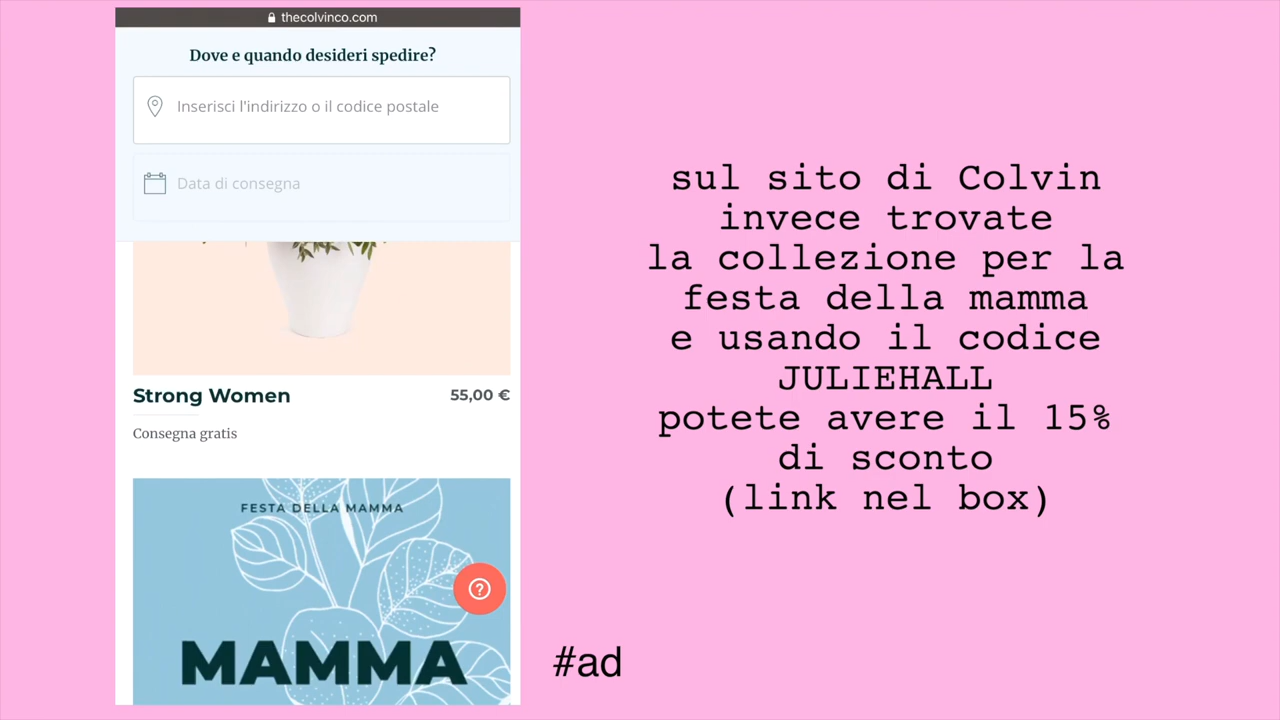 thecolvinco.com
Dove e quando desideri spedire?
Inserisci l'indirizzo o il codice postale
Data di consegna
Strong Women
55,00 €
Consegna gratis
FESTA DELLA MAMMA
MAMMA
sul sito di Colvin
invece trovate
la collezione per la
festa della mamma
e usando il codice
JULIEHALL
potete avere il 15%
di sconto
(link nel box)
#ad